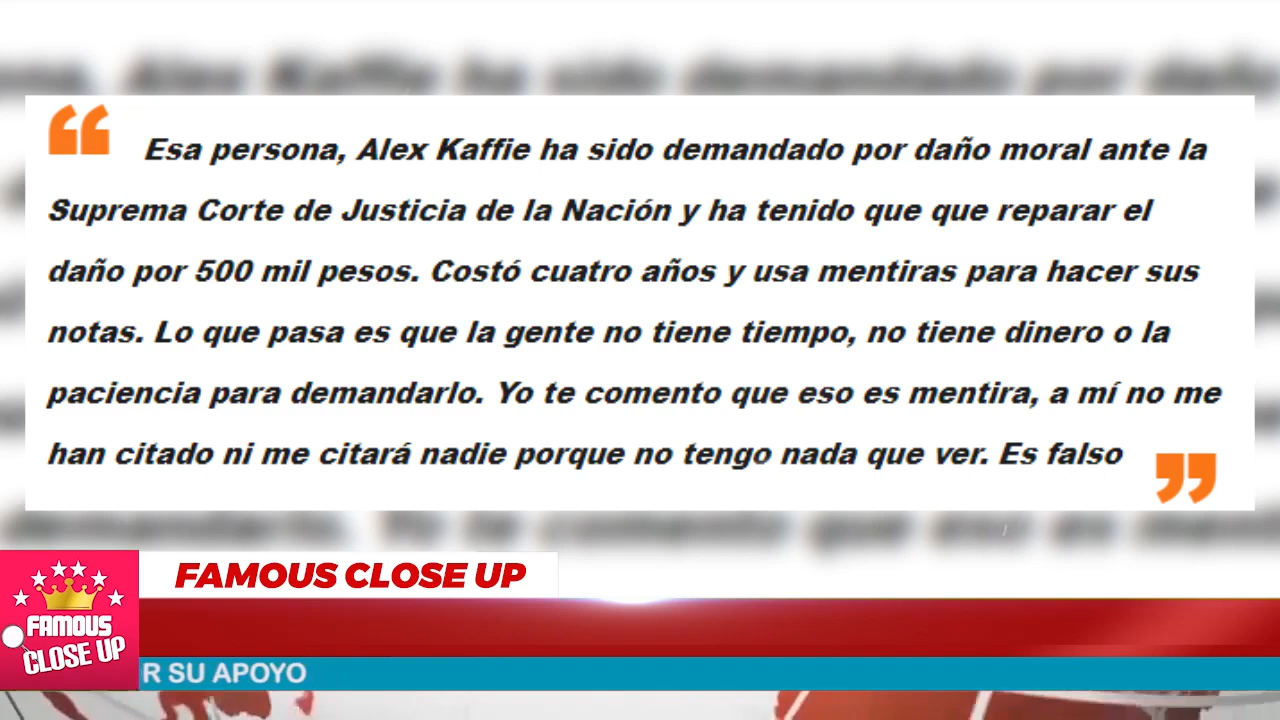 Esa persona, Alex Kaffie ha sido demandado por daño moral ante la
Suprema Corte de Justicia de la Nación y ha tenido que que reparar el
daño por 500 mil pesos. Costó cuatro años y usa mentiras para hacer sus
notas. Lo que pasa es que la gente no tiene tiempo, no tiene dinero o la
paciencia para demandarlo. Yo te comento que eso es mentira, a mí no me
han citado ni me citará nadie porque no tengo nada que ver. Es falso
FAMOUS CLOSE UP
FAMOUS
CLOSE UP
R SU APOYO